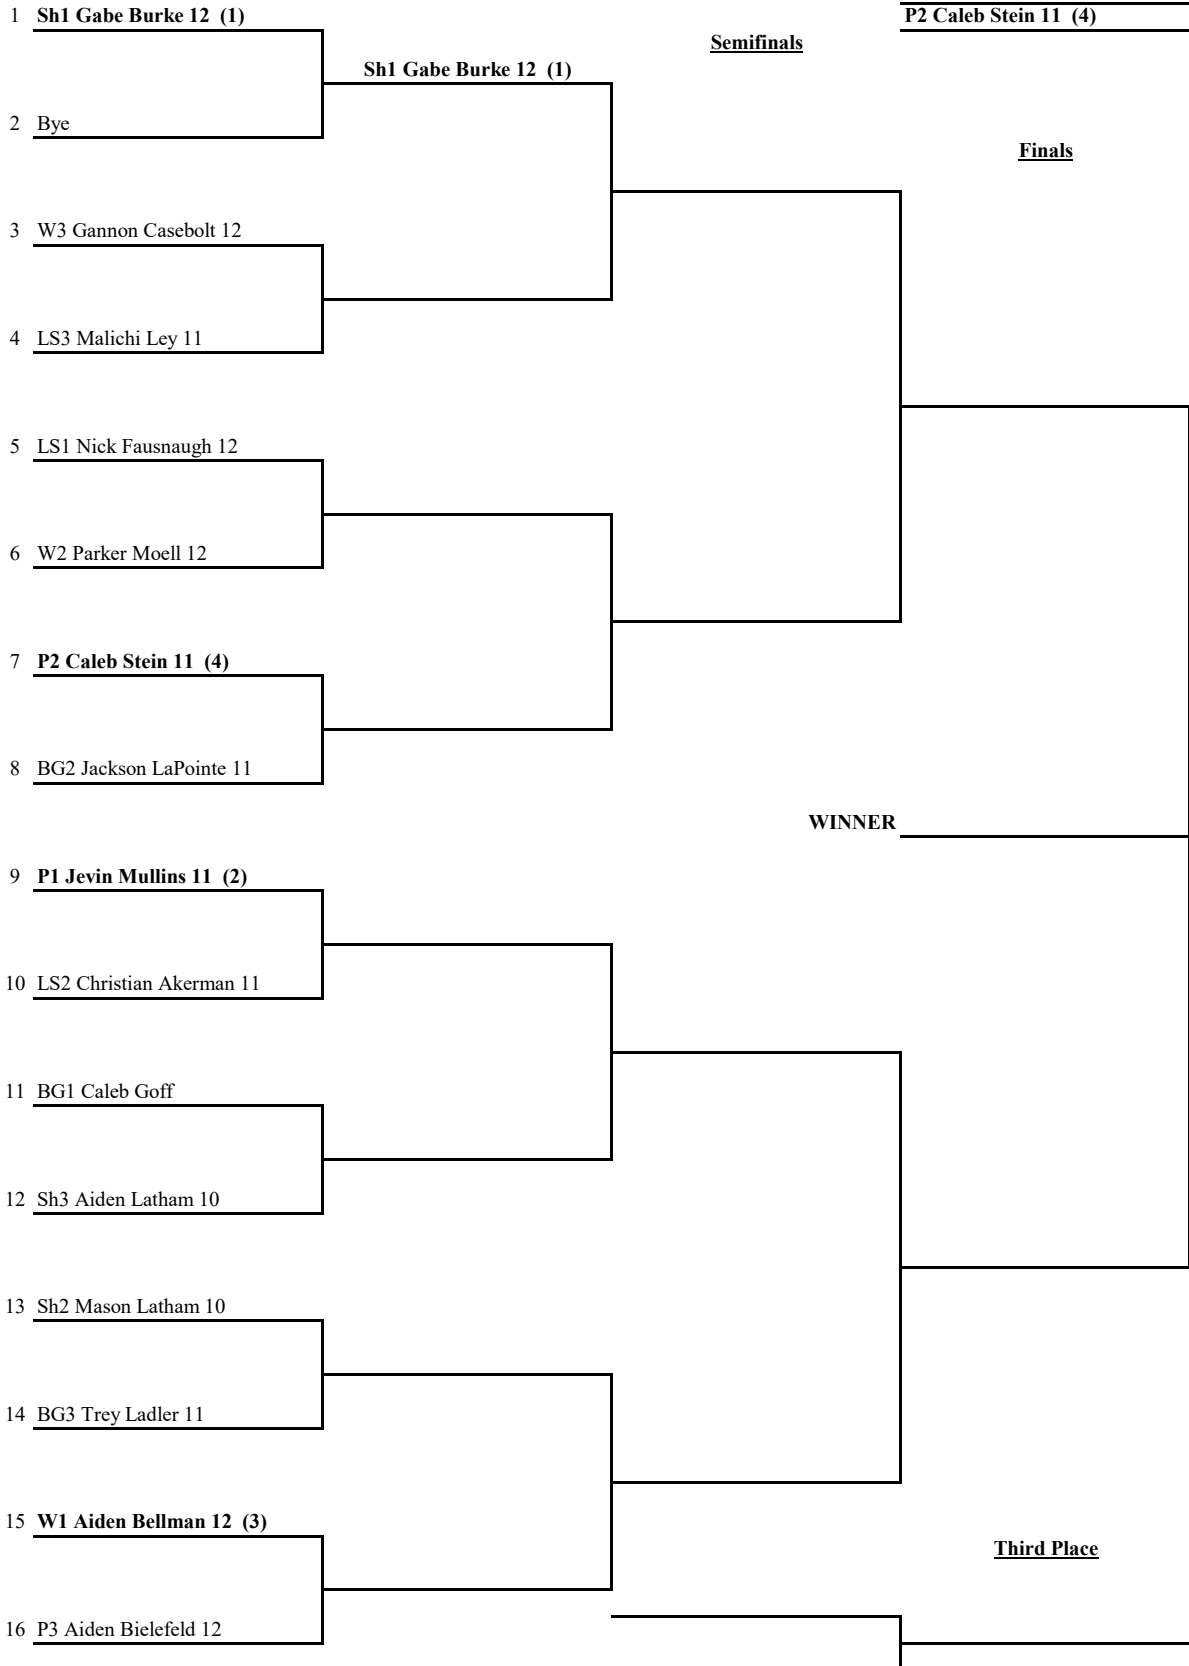 1 Sh1 Gabe Burke 12 (1)
P2 Caleb Stein 11 (4)
Semifinals
Sh1 Gabe Burke 12 (1)
2 Bye
Finals
3 W3 Gannon Casebolt 12
4 LS3 Malichi Ley 11
5 LS1 Nick Fausnaugh 12
6 W2 Parker Moell 12
7 P2 Caleb Stein 11 (4)
8 BG2 Jackson LaPointe 11
WINNER
9 P1 Jevin Mullins 11 (2)
10 LS2 Christian Akerman 11
11 BG1 Caleb Goff
12 Sh3 Aiden Latham 10
13 Sh2 Mason Latham 10
14 BG3 Trey Ladler 11
15 W1 Aiden Bellman 12 (3)
Third Place
16 P3 Aiden Bielefeld 12